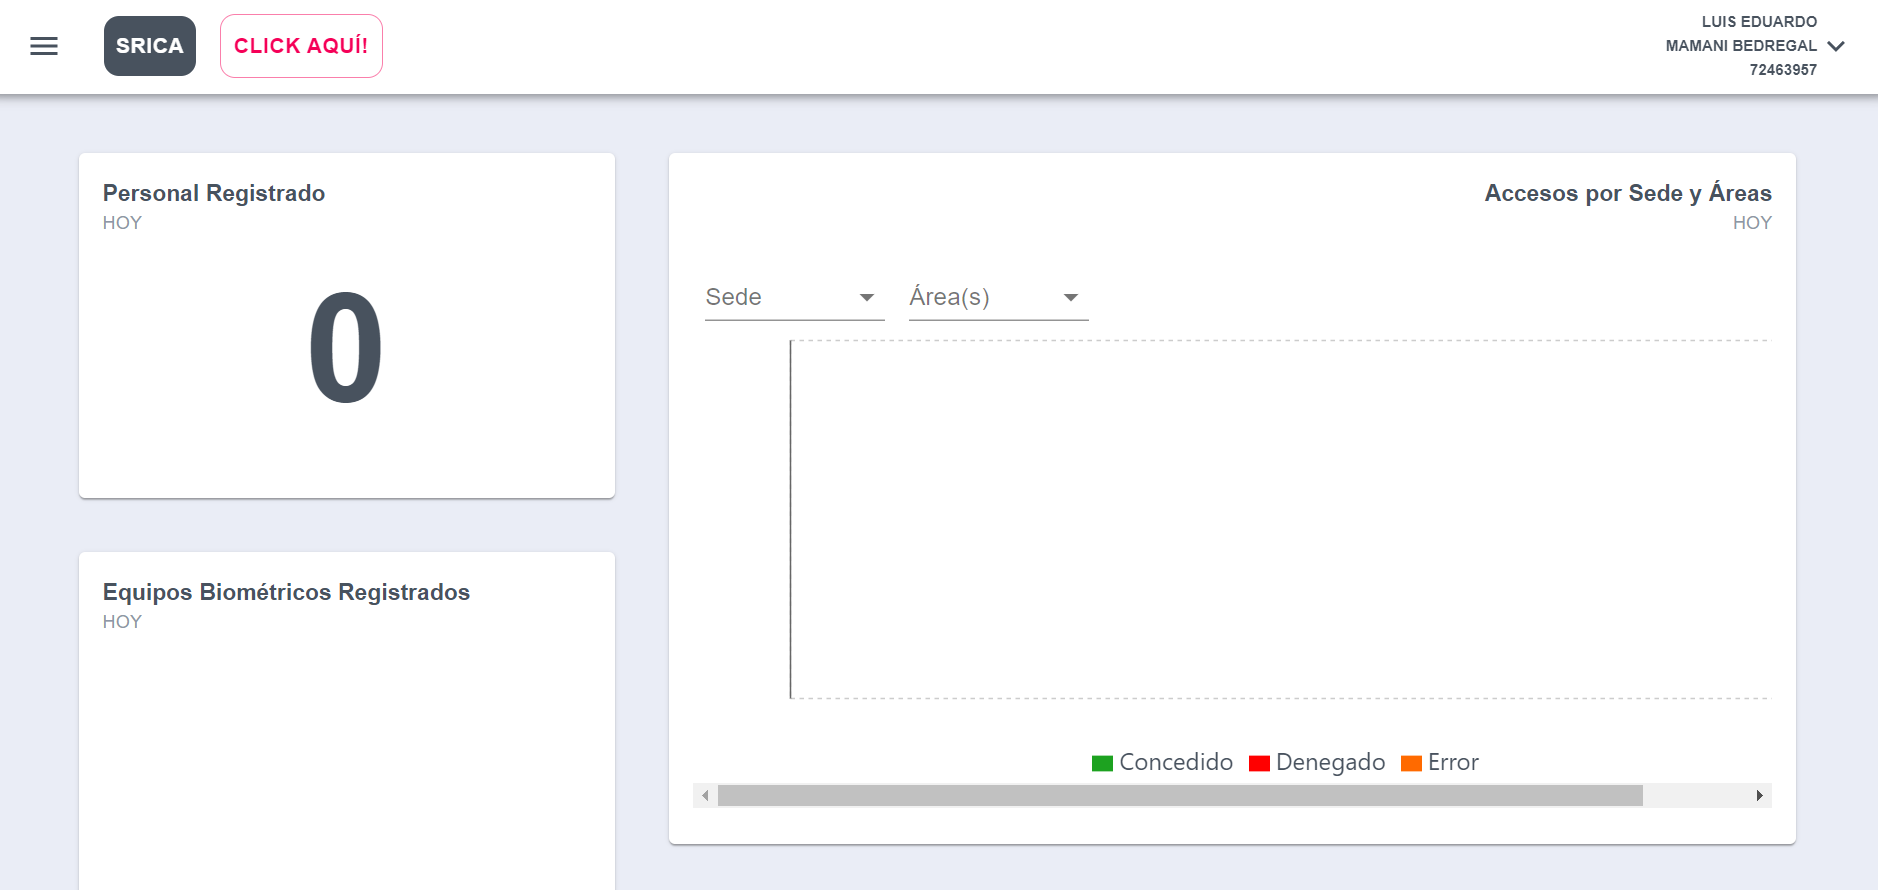 SRICA
CLICK AQUÍ!
LUIS EDUARDO
MAMANI BEDREGAL
72463957
Personal Registrado
HOY
0
Equipos Biométricos Registrados
HOY
Accesos por Sede y Áreas
HOY
Sede
Área(s)
Concedido Denegado Error